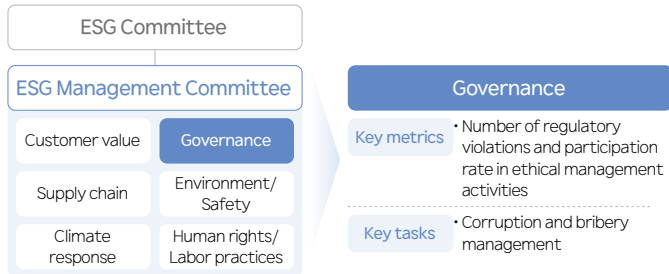 ESG Committee
ESG Management Committee
Customer value
Governance
Supply chain
Environment/
Safety
Climate
response
Human rights/
Labor practices
Governance
Key metrics
• Number of regulatory
violations and participation
rate in ethical management
activities
Key tasks
• Corruption and bribery
management